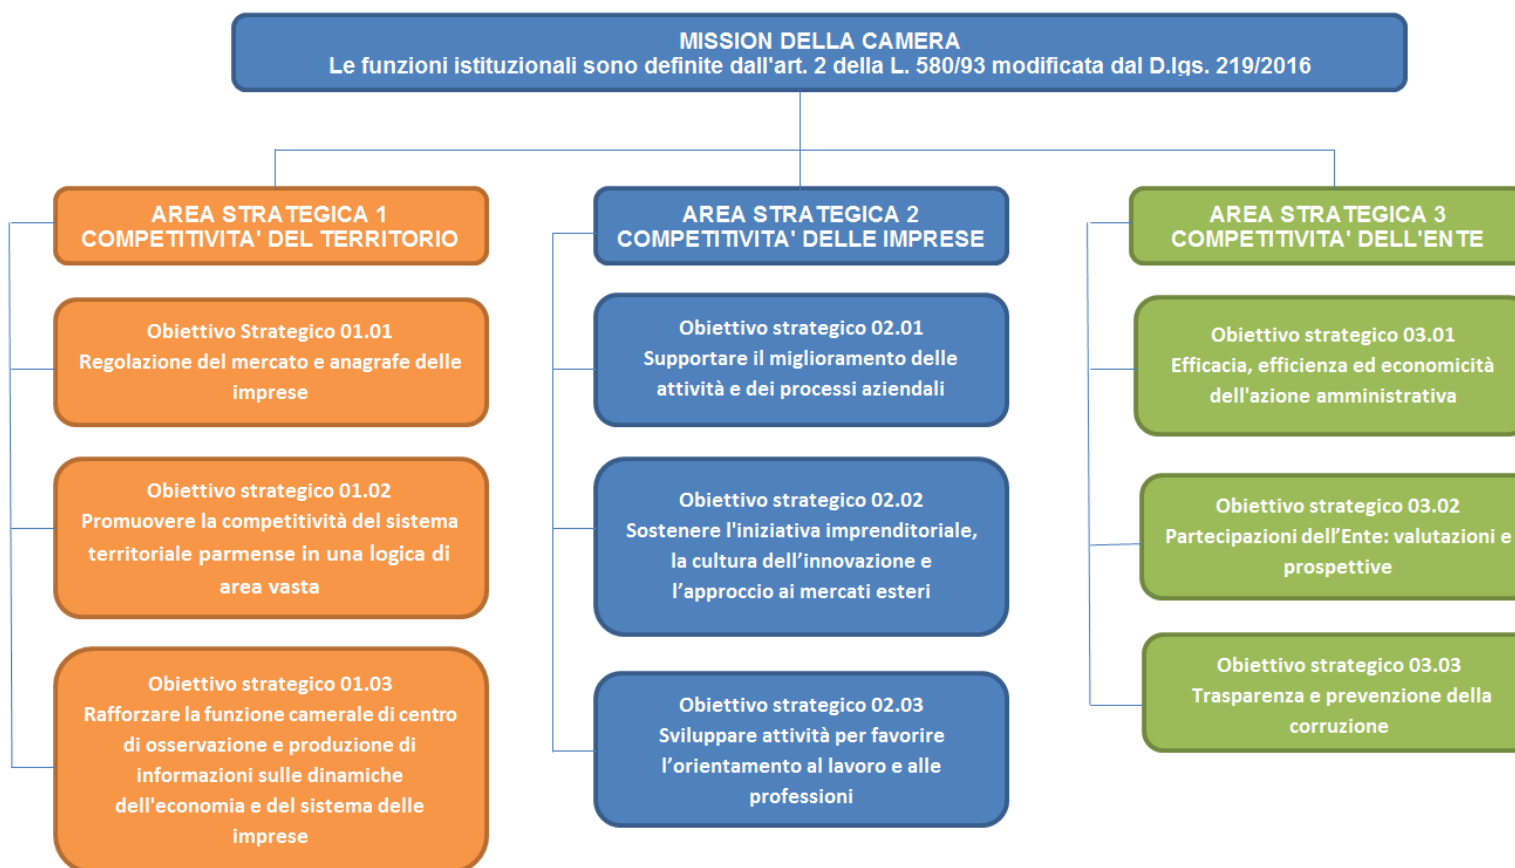 MISSION DELLA CAMERA
Le funzioni istituzionali sono definite dall'art. 2 della L. 580/93 modificata dal D.lgs. 219/2016
AREA STRATEGICA 1
COMPETITIVITA' DEL TERRITORIO
Obiettivo Strategico 01.01
Regolazione del mercato e anagrafe delle
imprese
Obiettivo strategico 01.02
Promuovere la competitività del sistema
territoriale parmense in una logica di
area vasta
Obiettivo strategico 01.03
Rafforzare la funzione camerale di centro
di osservazione e produzione di
informazioni sulle dinamiche
dell'economia e del sistema delle
imprese
AREA STRATEGICA 2
COMPETITIVITA' DELLE IMPRESE
Obiettivo strategico 02.01
Supportare il miglioramento delle
attività e dei processi aziendali
Obiettivo strategico 02.02
Sostenere l'iniziativa imprenditoriale,
la cultura dell’innovazione e
l’approccio ai mercati esteri
Obiettivo strategico 02.03
Sviluppare attività per favorire
l’orientamento al lavoro e alle
professioni
AREA STRATEGICA 3
COMPETITIVITA' DELL'ENTE
Obiettivo strategico 03.01
Efficacia, efficienza ed economicità
dell'azione amministrativa
Obiettivo strategico 03.02
Partecipazioni dell’Ente: valutazioni e
prospettive
Obiettivo strategico 03.03
Trasparenza e prevenzione della
corruzione